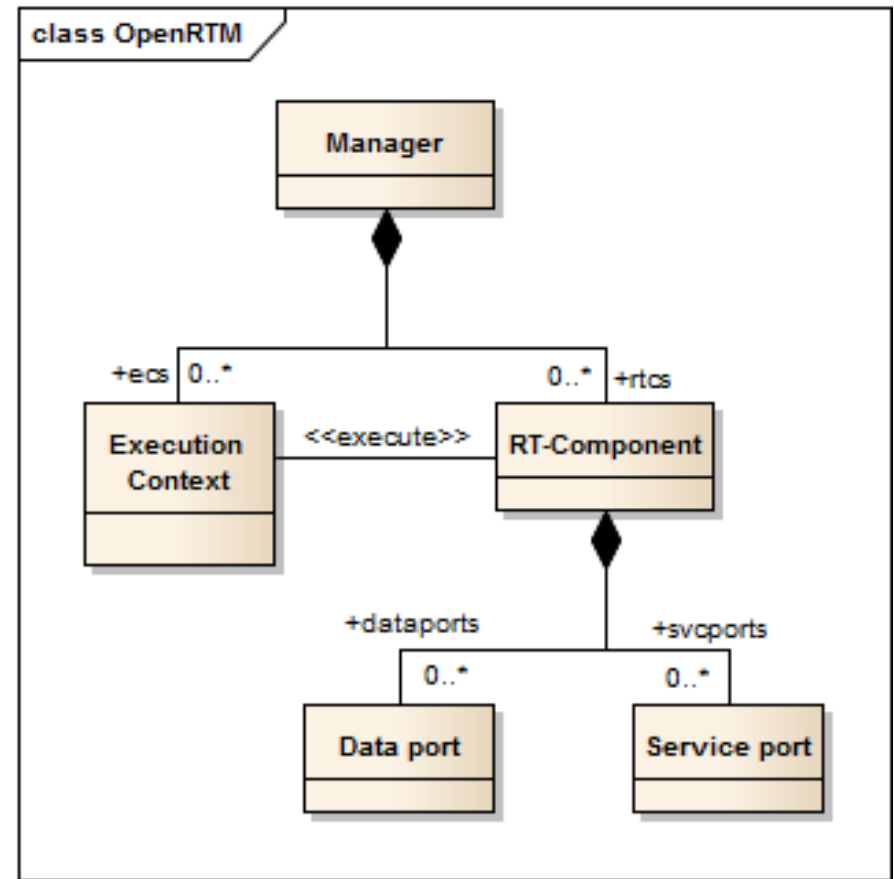 class OpenRTM
Manager
+ecs 0..*
0..* +rtcs
Execution
Context
<<execute>>
RT-Component
+dataports
+svcports
0..*
0..*
Data port
Service port